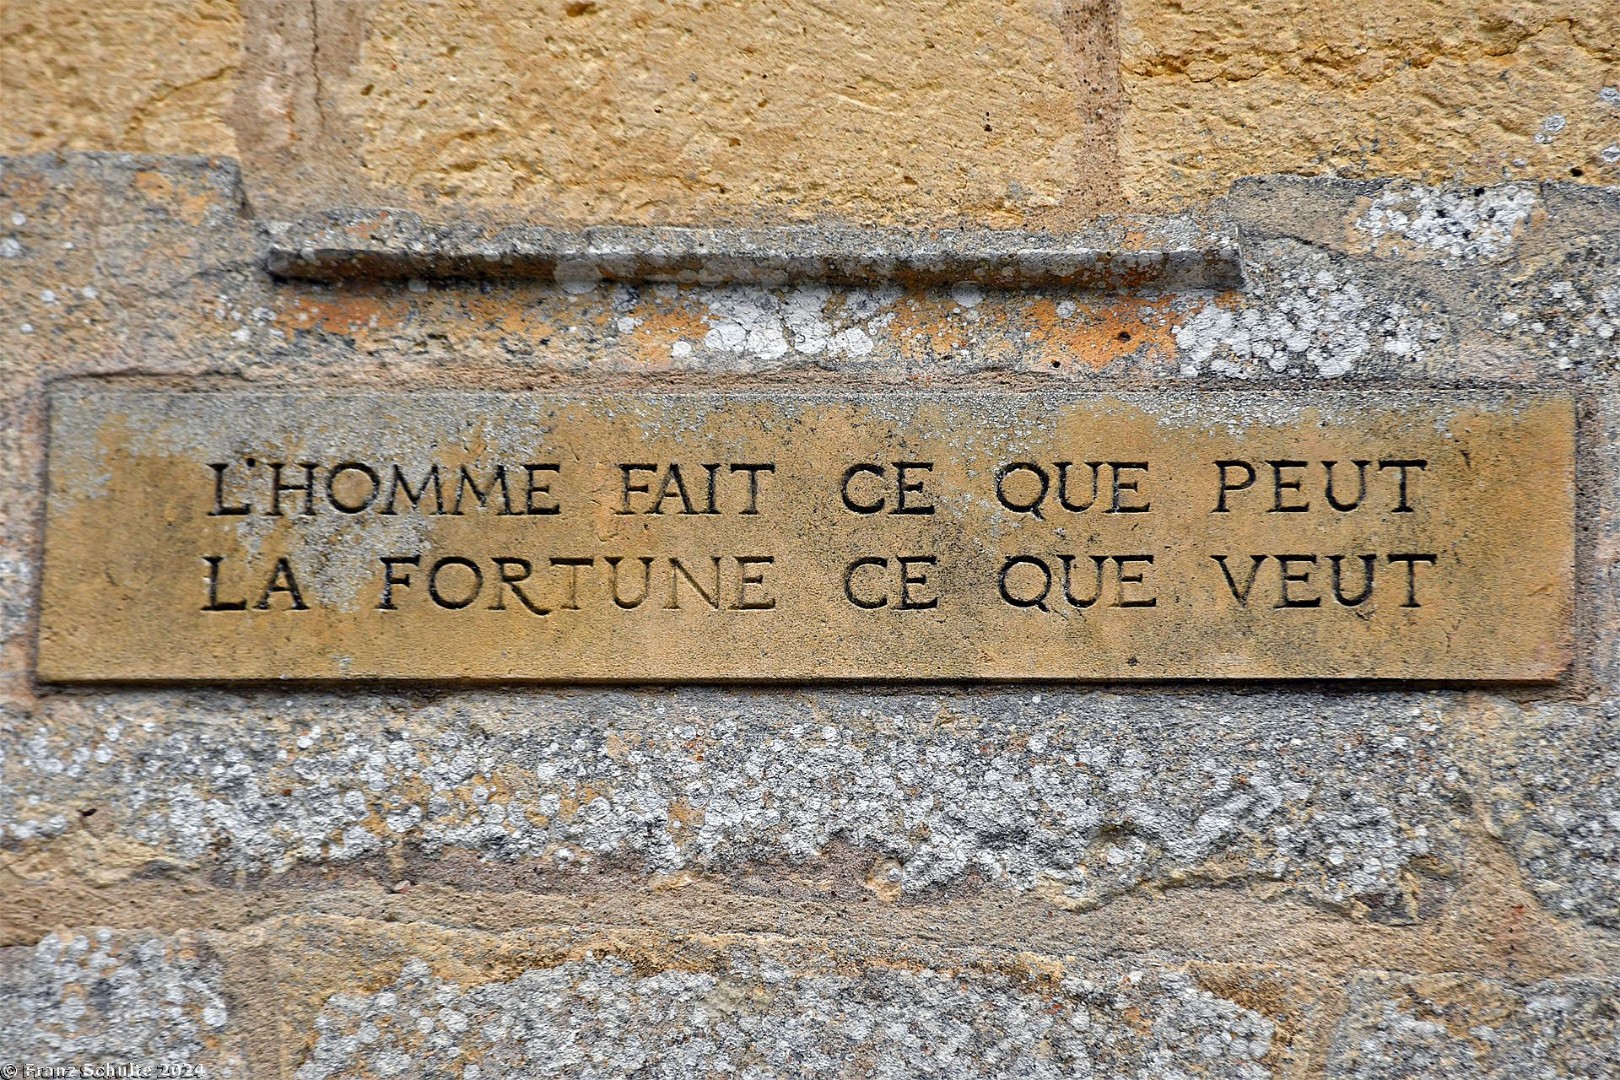 L'HOMME FAIT CE QUE PEUT
LA FORTUNE CE QUE VEUT
© Franz Schulte 2024